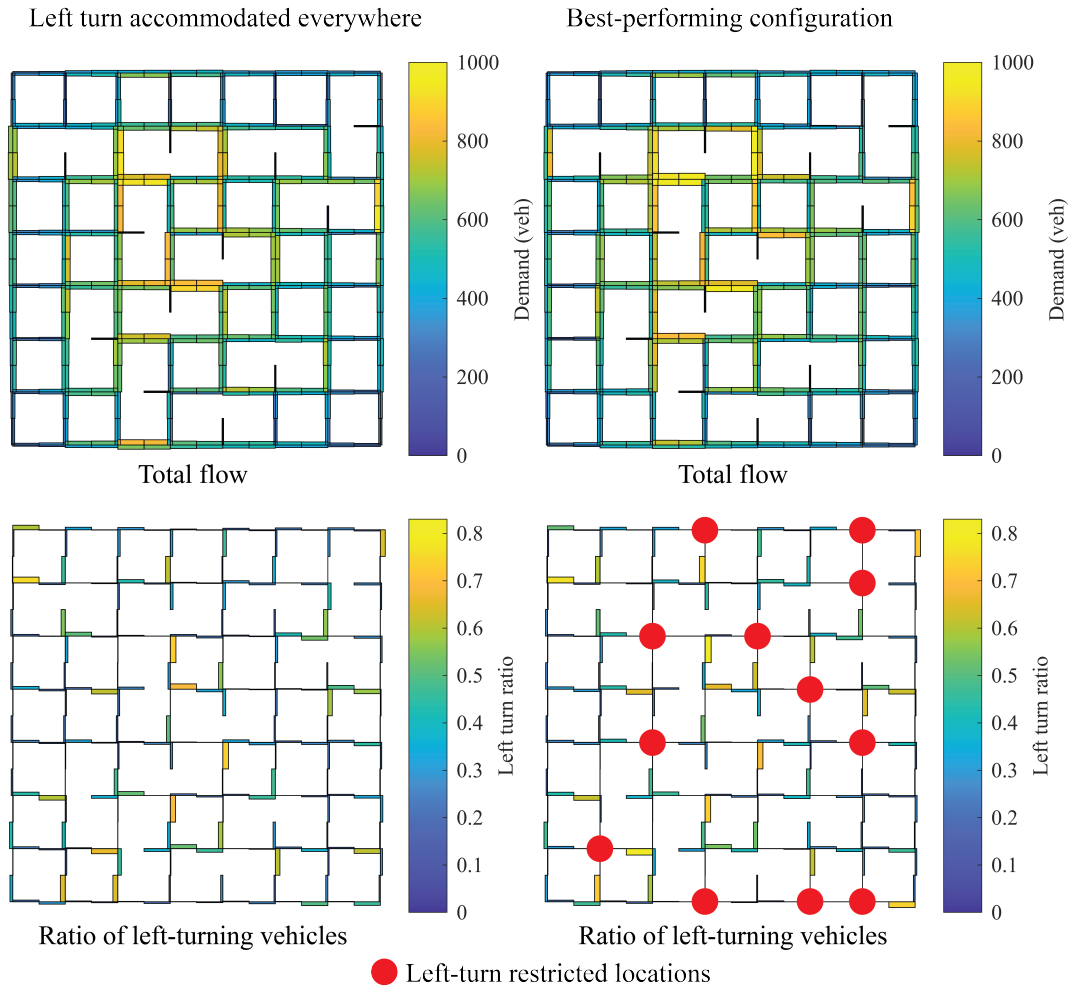 Left turn accommodated everywhere
Best-performing configuration
1000
800
600
400
200
0
Demand (veh)
1000
800
600
400
200
0
Demand (veh)
Total flow
Total flow
0.8
0.7
0.6
0.5
0.4
0.3
0.2
0.1
0
Left turn ratio
0.8
0.7
0.6
0.5
0.4
0.3
0.2
0.1
0
Left turn ratio
Ratio of left-turning vehicles
Ratio of left-turning vehicles
Left-turn restricted locations